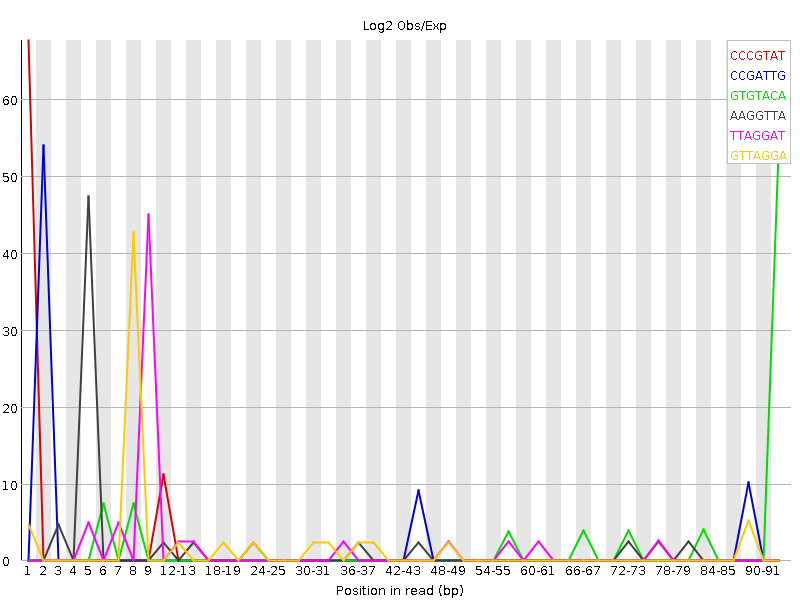 Log2 Obs/Exp
CCCGTAT
CCGATTG
GTGTACA
AAGGTTA
TTAGGAT
GTTAGGA
60
50
40
30
20
10
0
1 2 3 4 5 6 7 8 9 12-13 18-19 24-25 30-31 36-37 42-43 48-49 54-55 60-61 66-67 72-73 78-79 84-85 90-91
Position in read (bp)